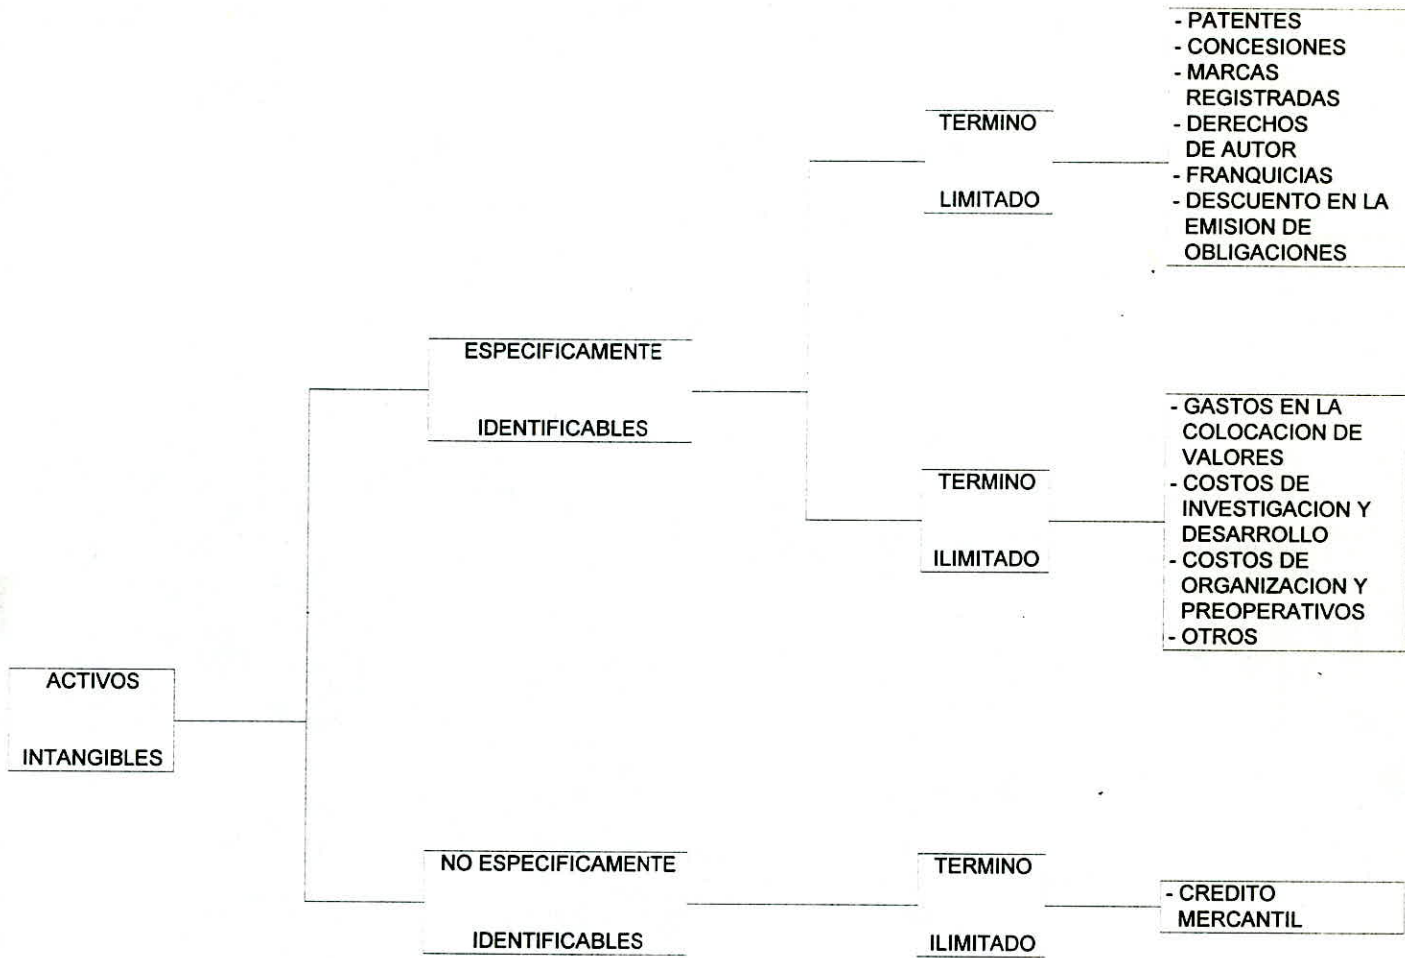 - PATENTES
- CONCESIONES
- MARCAS
REGISTRADAS
- DERECHOS
DE AUTOR
- FRANQUICIAS
- DESCUENTO EN LA
EMISION DE
OBLIGACIONES
TERMINO
LIMITADO
ESPECIFICAMENTE
IDENTIFICABLES
- GASTOS EN LA
COLOCACION DE
VALORES
- COSTOS DE
INVESTIGACION Y
DESARROLLO
- COSTOS DE
ORGANIZACION Y
PREOPERATIVOS
- OTROS
TERMINO
ILIMITADO
ACTIVOS
INTANGIBLES
NO ESPECIFICAMENTE
IDENTIFICABLES
TERMINO
ILIMITADO
- CREDITO
MERCANTIL